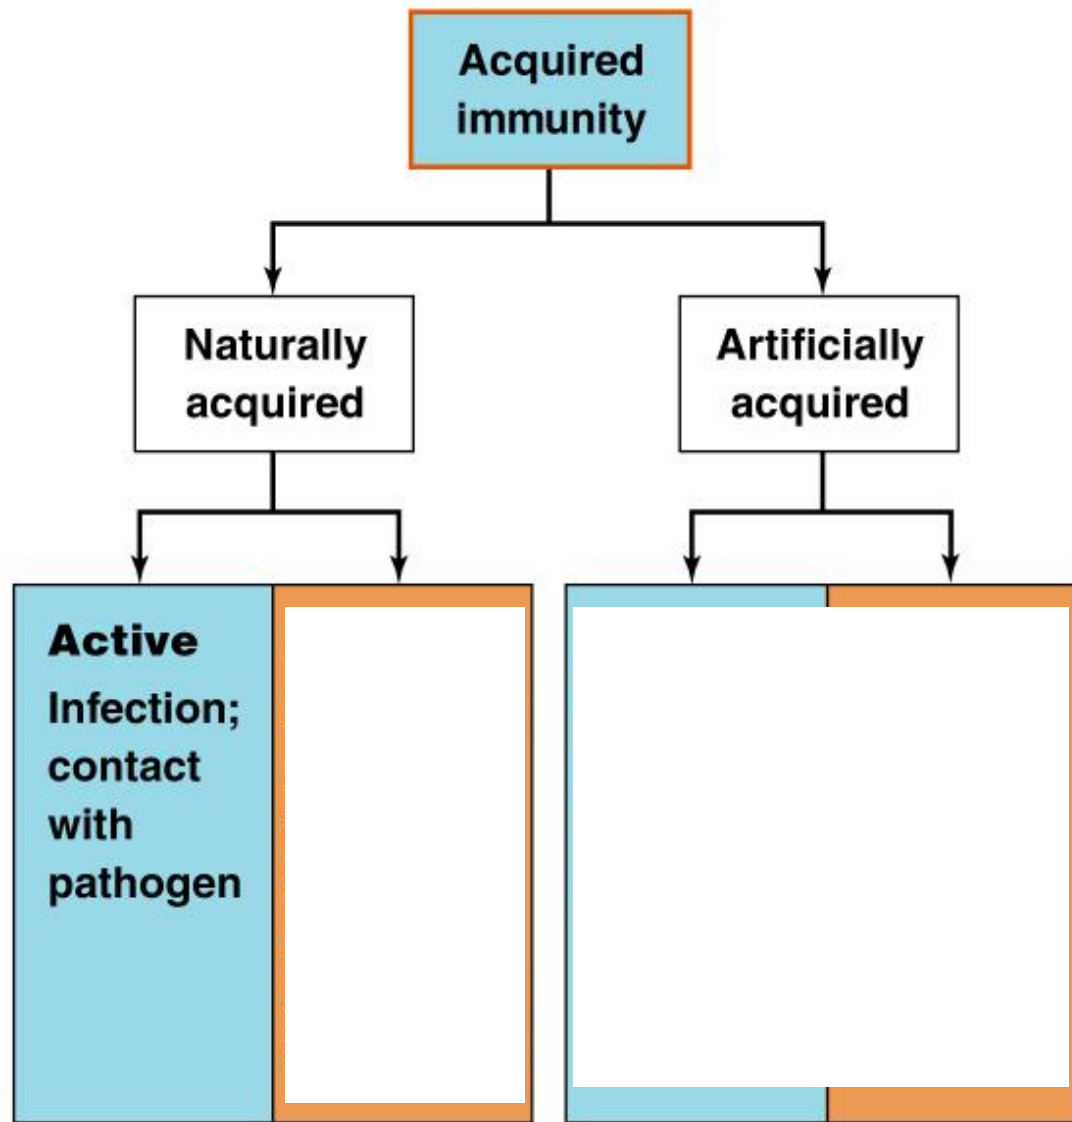 Acquired
immunity
Naturally
acquired
Artificially
acquired
Active
Infection;
contact
with
pathogen